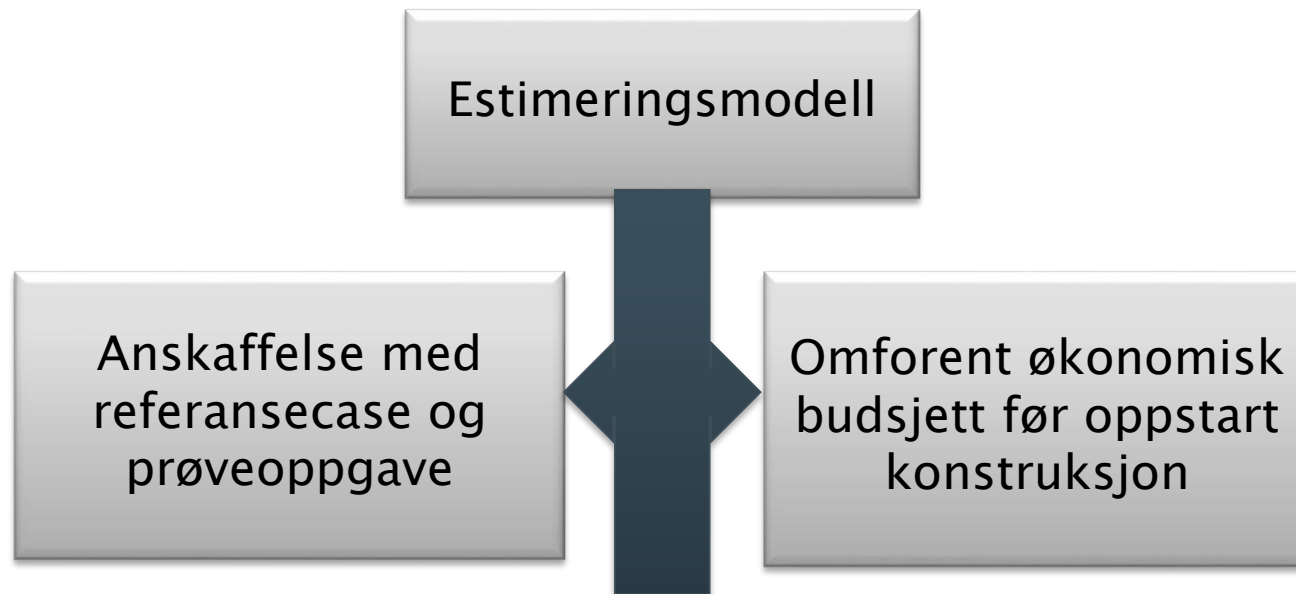 Estimeringsmodell
Anskaffelse med
referansecase og
prøveoppgave
Omforent økonomisk
budsjett før oppstart
konstruksjon